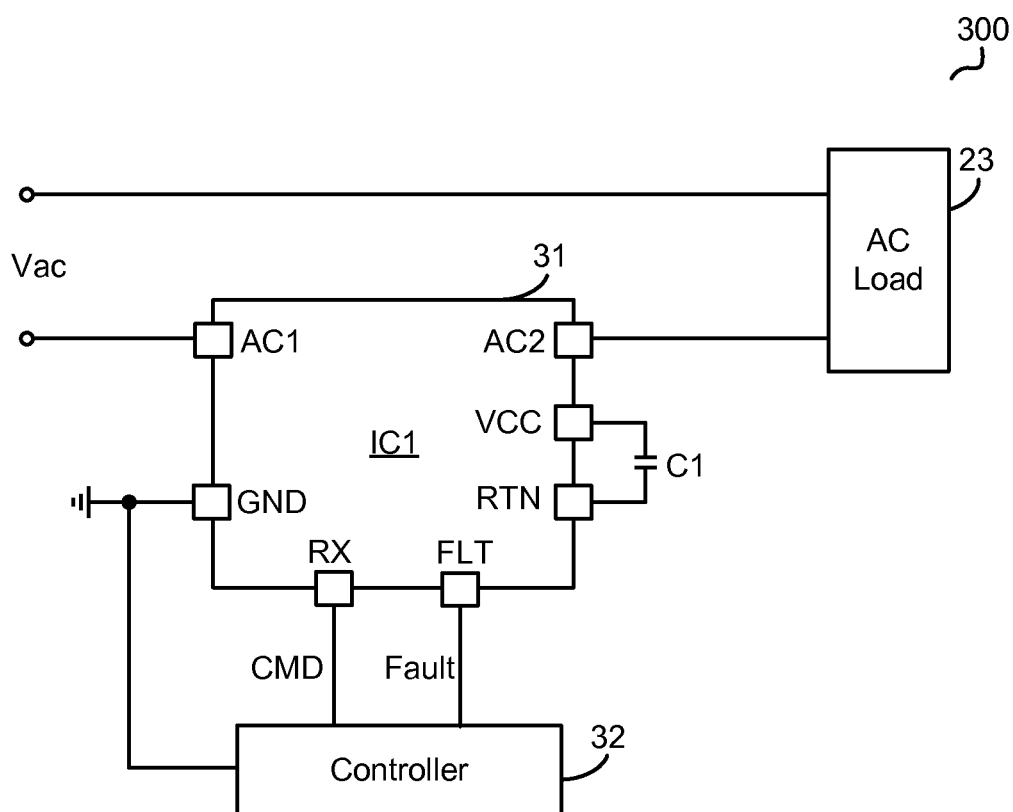 300
23
AC
Load
Vac
31
AC1
AC2
VCC
IC1
C1
GND
RTN
RX
FLT
CMD
Fault
32
Controller